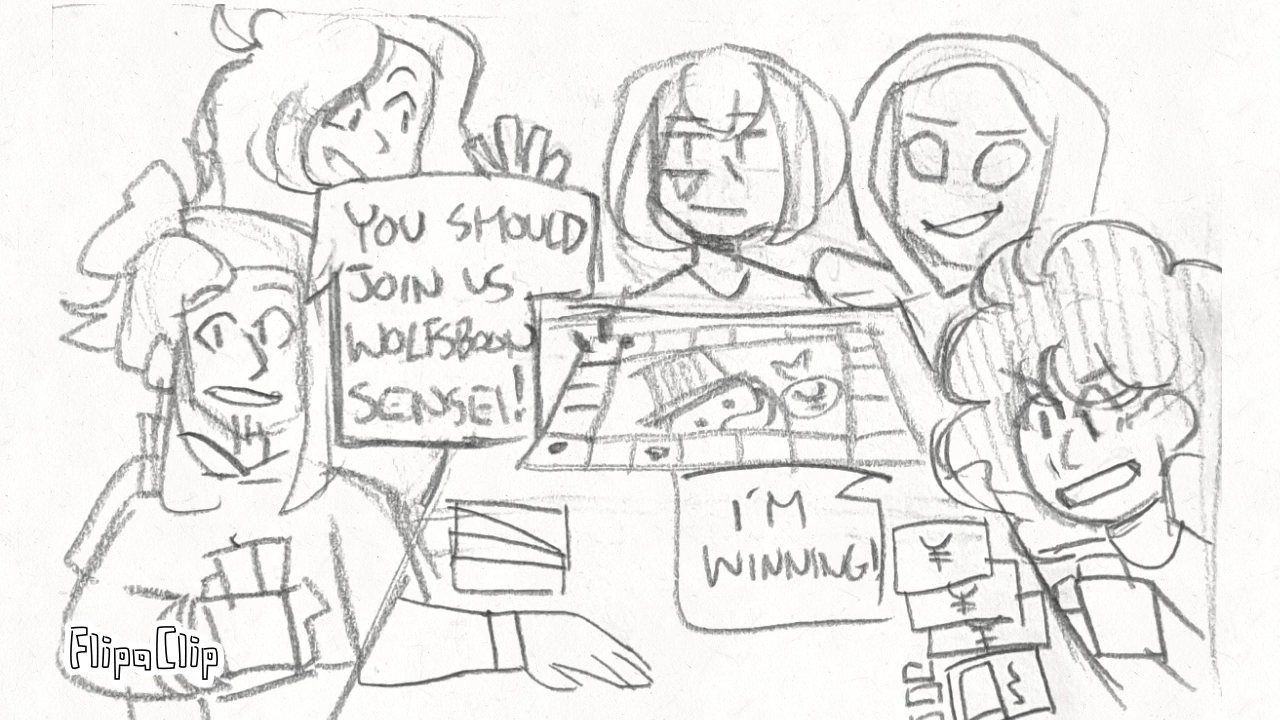 YOU SHOULD
JOIN US
WOLFSBOON
SENSEI!
I'M
WINNING!
¥
¥
¥
FlipaClip